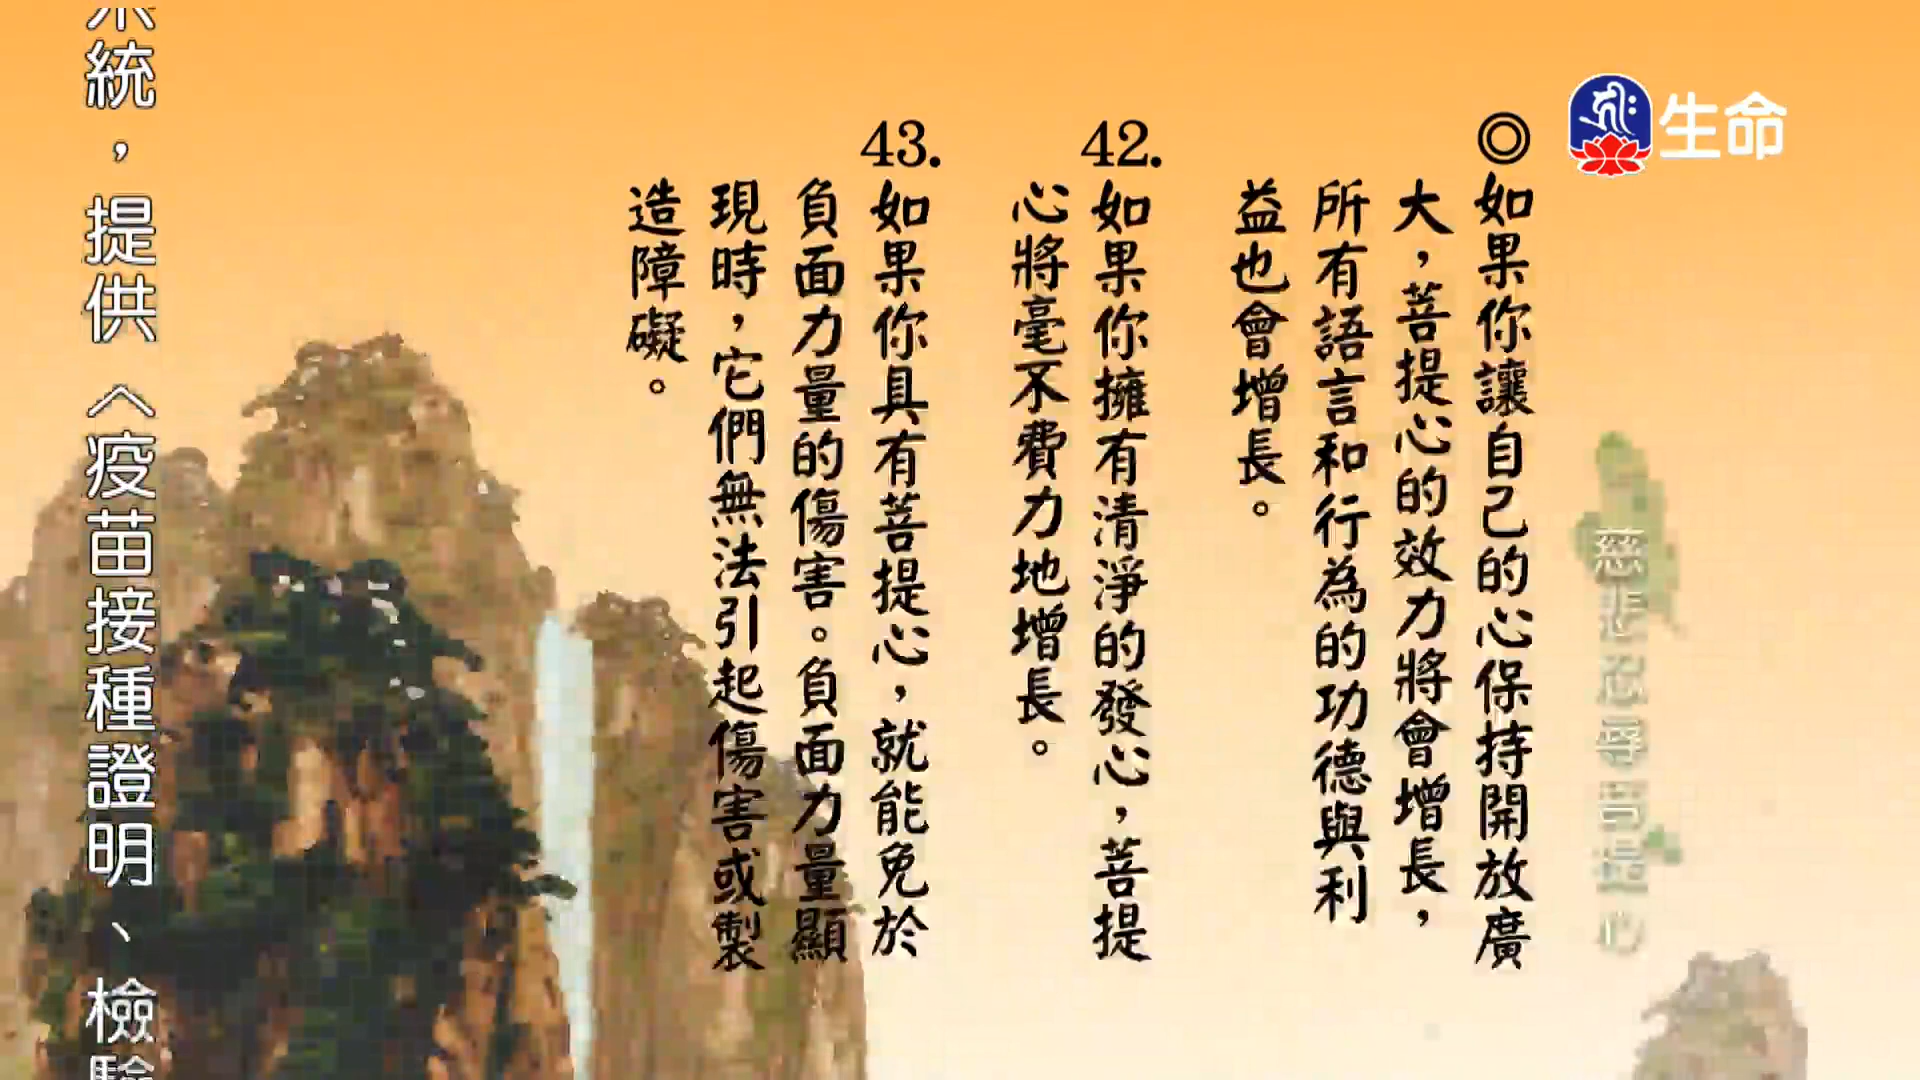 生命
◎如果你讓自己的心保持開放廣
大，菩提心的效力將會增長，
所有語言和行為的功德與利
益也會增長。
42.如果你擁有清淨的發心，菩提
心將毫不費力地增長。
43.如果你具有菩提心，就能免於
負面力量的傷害。負面力量顯
現時，它們無法引起傷害或製
造障礙。
統，提供〈疫苗接種證明、檢驗